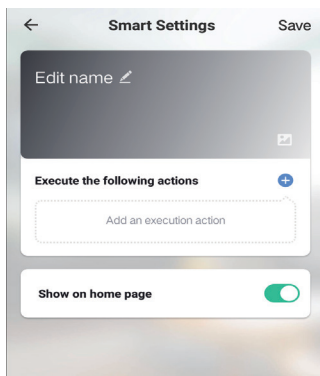 Smart Settings
Save
Edit name
Execute the following actions
Add an execution action
Show on home page